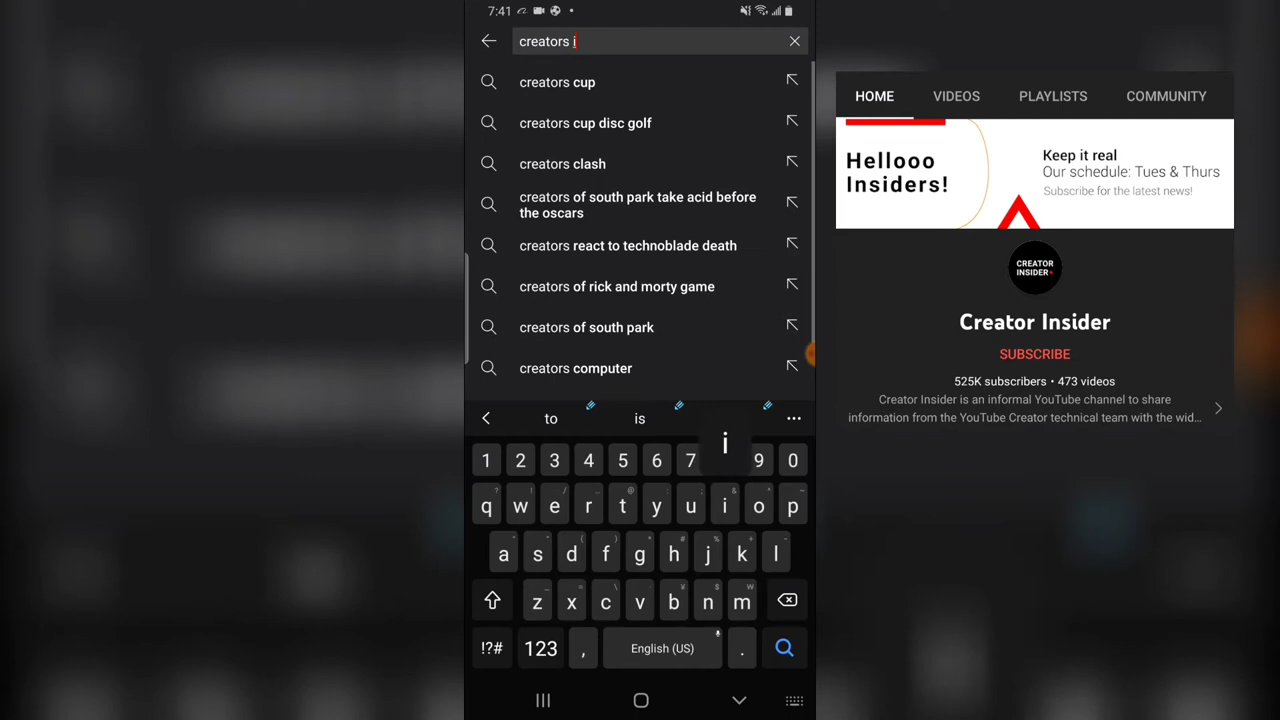 7:41
creators i
creators cup
creators cup disc golf
creators clash
creators of south park take acid before
the oscars
creators react to technoblade death
creators of rick and morty game
creators of south park
creators computer
to is
i
1 2 3 4 5 6 7 9 0
q w e r t y u i o p
a s d f g h j k l
z x c v b n m
!?# 123 , English (US) .
HOME VIDEOS PLAYLISTS COMMUNITY
Hellooo
Insiders!
Keep it real
Our schedule: Tues & Thurs
Subscribe for the latest news!
CREATOR
INSIDER
Creator Insider
SUBSCRIBE
525K subscribers • 473 videos
Creator Insider is an informal YouTube channel to share
information from the YouTube Creator technical team with the wid...